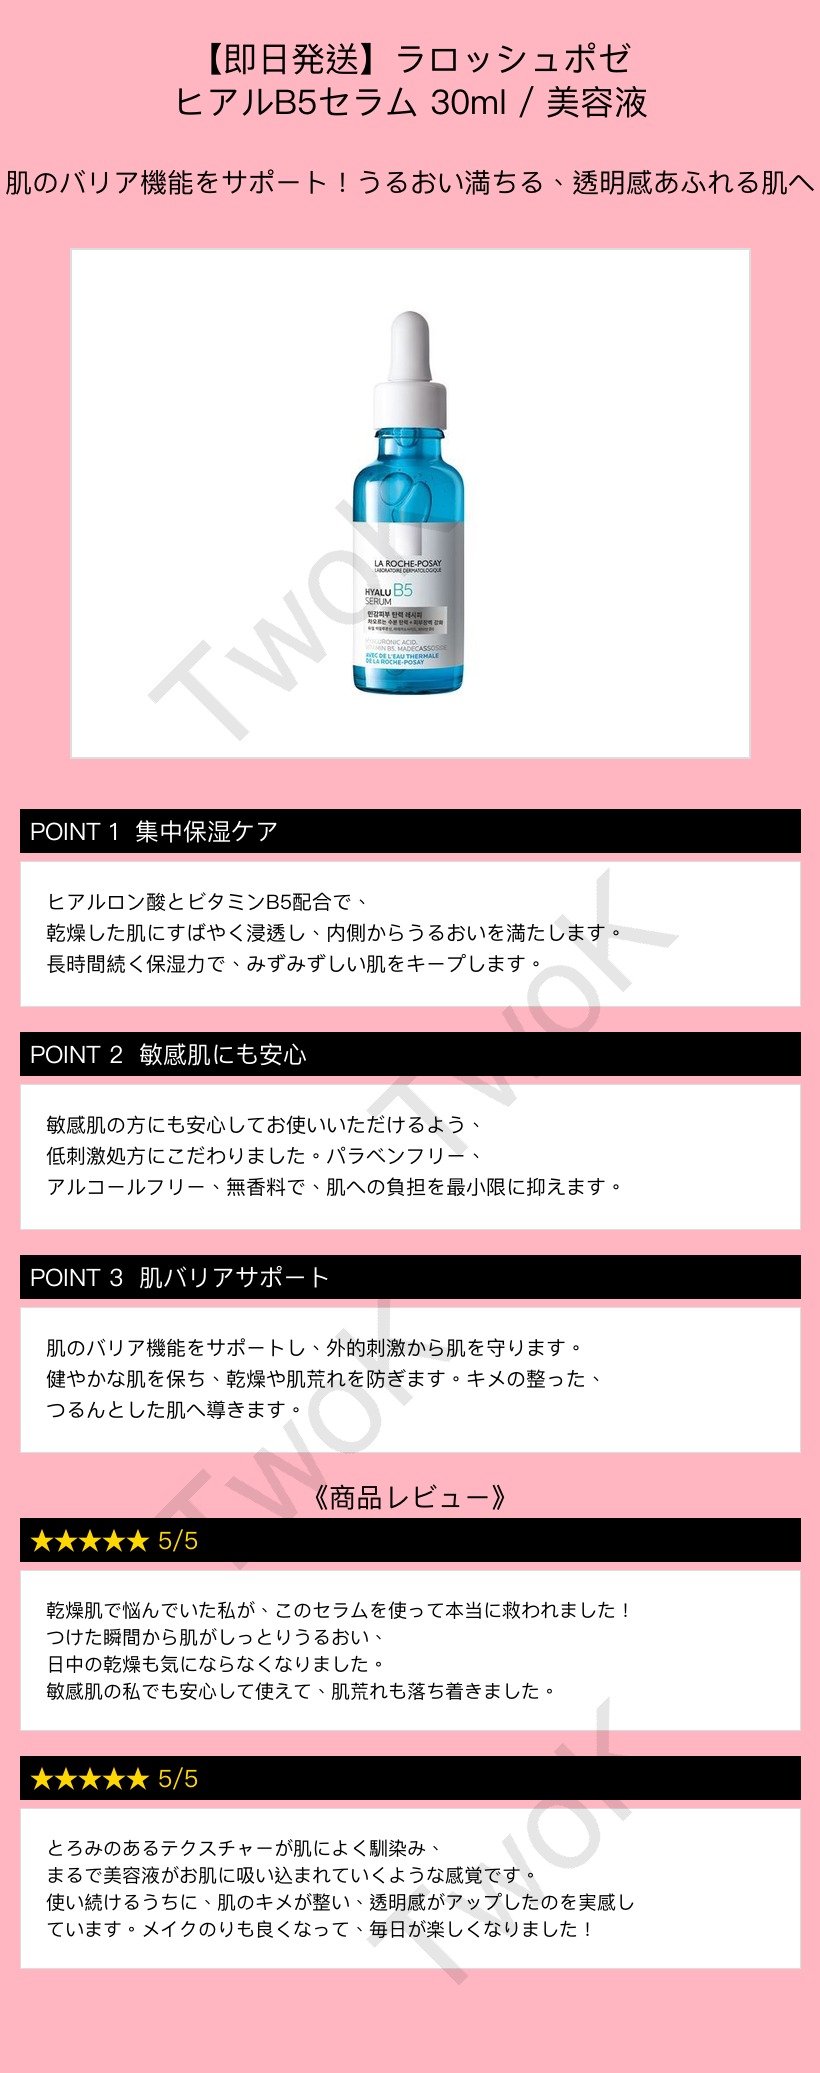 【即日発送】ラロッシュポゼ
ヒアルB5セラム 30ml / 美容液
肌のバリア機能をサポート！うるおい満ちる、透明感あふれる肌へ
LA ROCHE-POSAY
LABORATOIRE DERMATOLOGIQUE
HYALU B5
SERUM
민감피부 탄력 레시피
차오르는 수분 탄력 + 피부장벽 강화
HYALURONIC ACID,
VITAMIN B5, MADECASSOSIDE
AVEC DE L'EAU THERMALE
DE LA ROCHE-POSAY
TwoK
POINT 1 集中保湿ケア
ヒアルロン酸とビタミンB5配合で、
乾燥した肌にすばやく浸透し、内側からうるおいを満たします。
長時間続く保湿力で、みずみずしい肌をキープします。
TwoK
POINT 2 敏感肌にも安心
敏感肌の方にも安心してお使いいただけるよう、
低刺激処方にこだわりました。パラベンフリー、
アルコールフリー、無香料で、肌への負担を最小限に抑えます。
POINT 3 肌バリアサポート
肌のバリア機能をサポートし、外的刺激から肌を守ります。
健やかな肌を保ち、乾燥や肌荒れを防ぎます。キメの整った、
つるんとした肌へ導きます。
TwoK
《商品レビュー》
★★★★★ 5/5
乾燥肌で悩んでいた私が、このセラムを使って本当に救われました！
つけた瞬間から肌がしっとりうるおい、
日中の乾燥も気にならなくなりました。
敏感肌の私でも安心して使えて、肌荒れも落ち着きました。
★★★★★ 5/5
とろみのあるテクスチャーが肌によく馴染み、
まるで美容液がお肌に吸い込まれていくような感覚です。
使い続けるうちに、肌のキメが整い、透明感がアップしたのを実感し
ています。メイクのりも良くなって、毎日が楽しくなりました！
TwoK